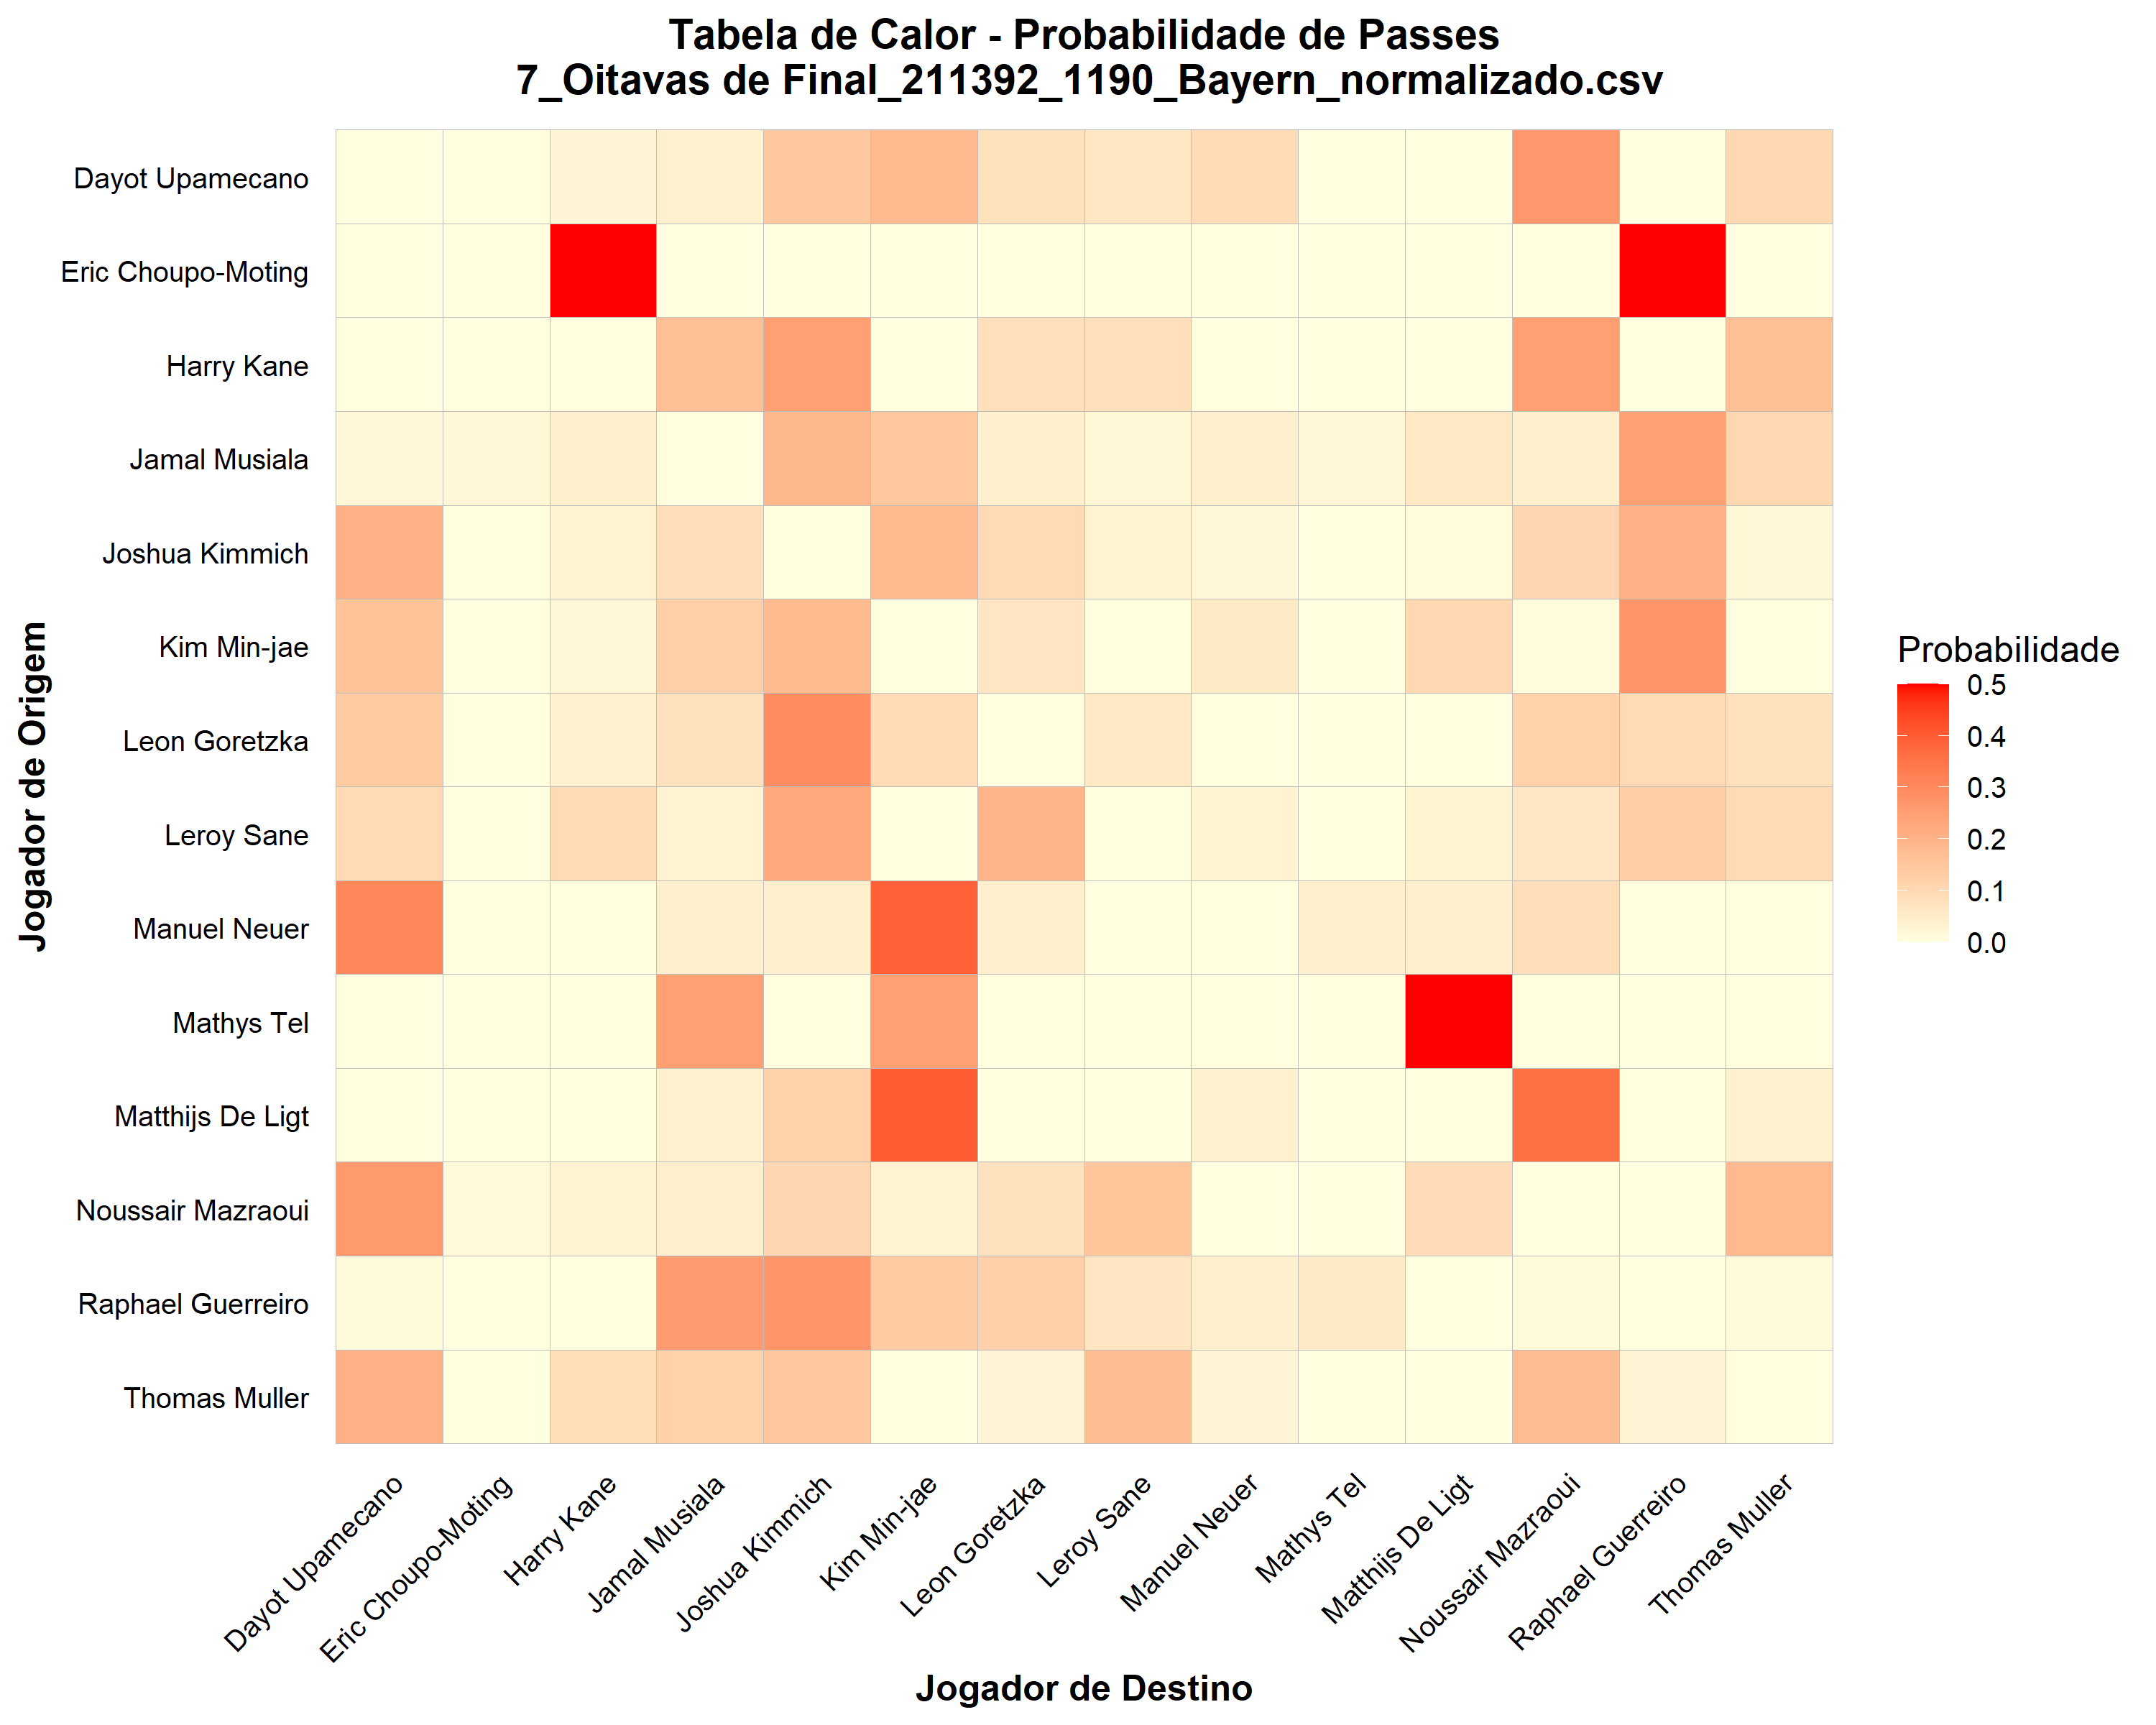 Tabela de Calor - Probabilidade de Passes
7_Oitavas de Final_211392_1190_Bayern_normalizado.csv
Jogador de Origem
Dayot Upamecano
Eric Choupo-Moting
Harry Kane
Jamal Musiala
Joshua Kimmich
Kim Min-jae
Leon Goretzka
Leroy Sane
Manuel Neuer
Mathys Tel
Matthijs De Ligt
Noussair Mazraoui
Raphael Guerreiro
Thomas Muller
Dayot Upamecano
Eric Choupo-Moting
Harry Kane
Jamal Musiala
Joshua Kimmich
Kim Min-jae
Leon Goretzka
Leroy Sane
Manuel Neuer
Mathys Tel
Matthijs De Ligt
Noussair Mazraoui
Raphael Guerreiro
Thomas Muller
Jogador de Destino
Probabilidade
0.5
0.4
0.3
0.2
0.1
0.0